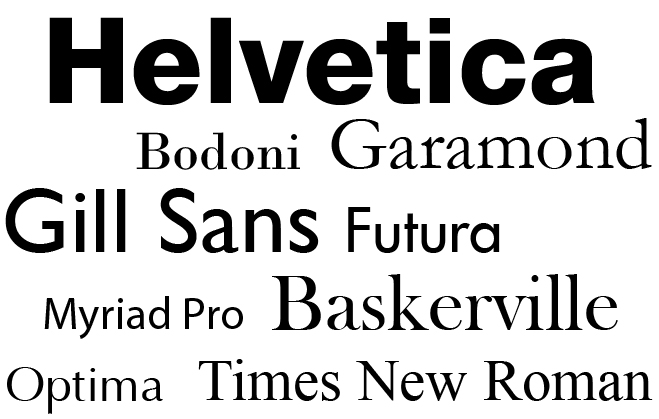 Helvetica
Bodoni Garamond
Gill Sans Futura
Myriad Pro Baskerville
Optima Times New Roman